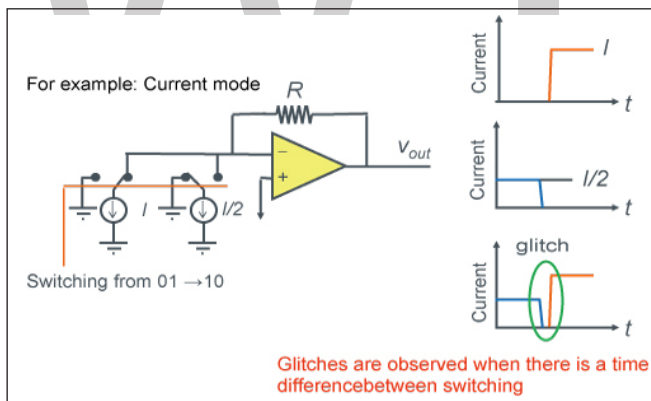 For example: Current mode
R
v_out
I
I/2
Switching from 01 → 10
Current
I
t
Current
I/2
t
glitch
Current
t
Glitches are observed when there is a time
differencebetween switching